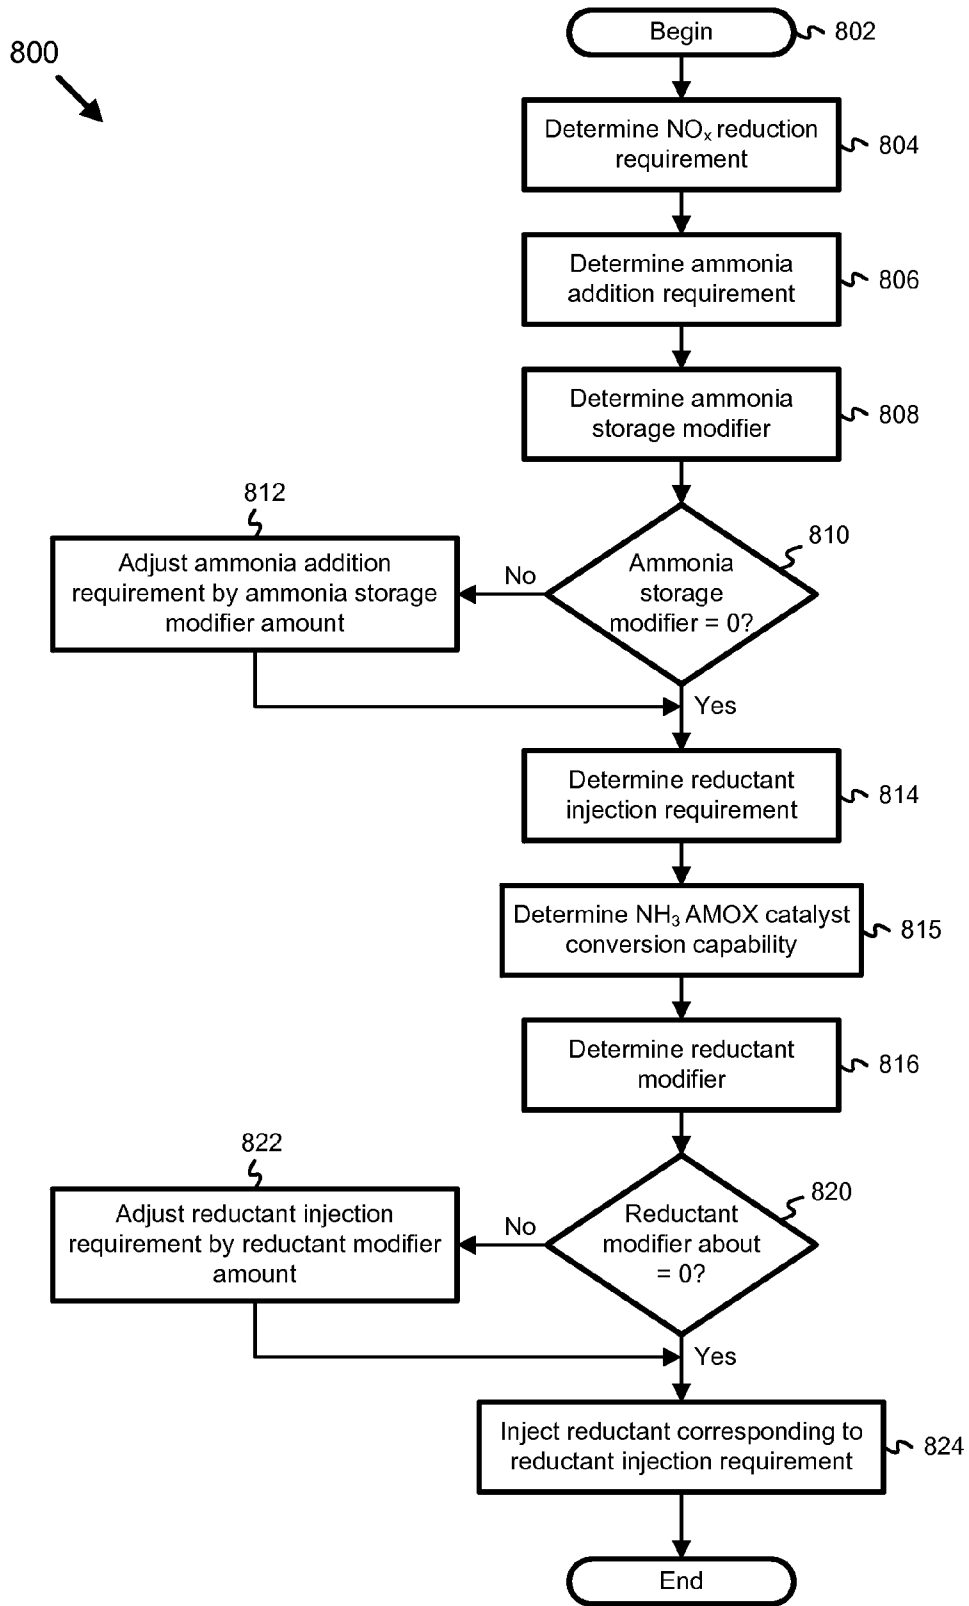 800
Begin
802
Determine NOₓ reduction
requirement
804
Determine ammonia
addition requirement
806
Determine ammonia
storage modifier
808
812
Adjust ammonia addition
requirement by ammonia storage
modifier amount
No
Ammonia
storage
modifier = 0?
810
Yes
Determine reductant
injection requirement
814
Determine NH₃ AMOX catalyst
conversion capability
815
Determine reductant
modifier
816
822
Adjust reductant injection
requirement by reductant modifier
amount
No
Reductant
modifier about
= 0?
820
Yes
Inject reductant corresponding to
reductant injection requirement
824
End